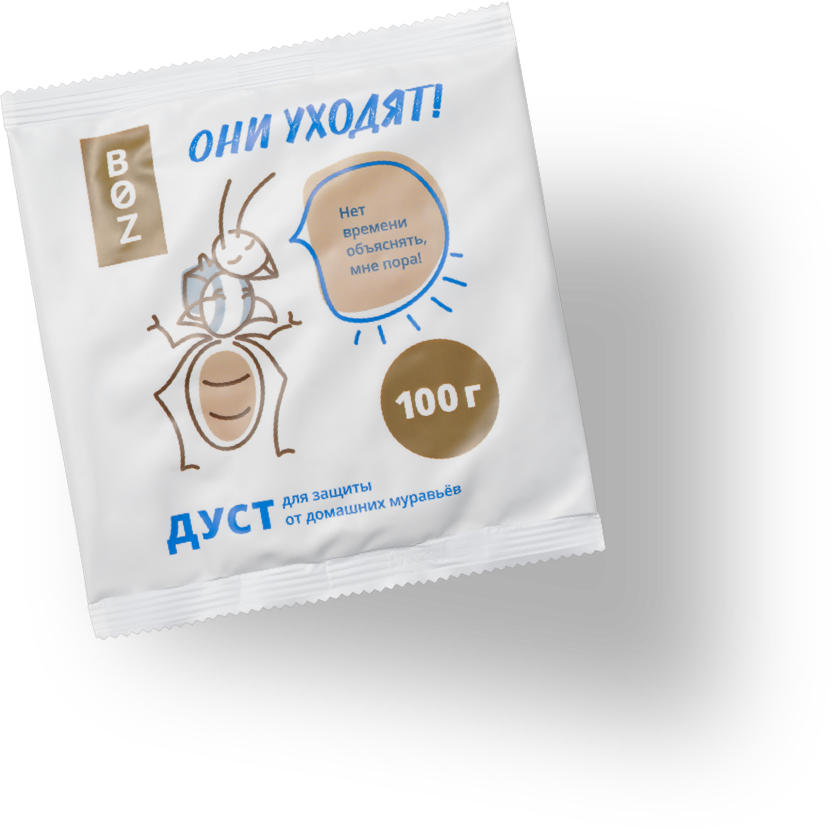 ОНИ УХОДЯТ!
BØZ
Нет
времени
объяснять,
мне пора!
100 г
ДУСТ для защиты
от домашних муравьёв